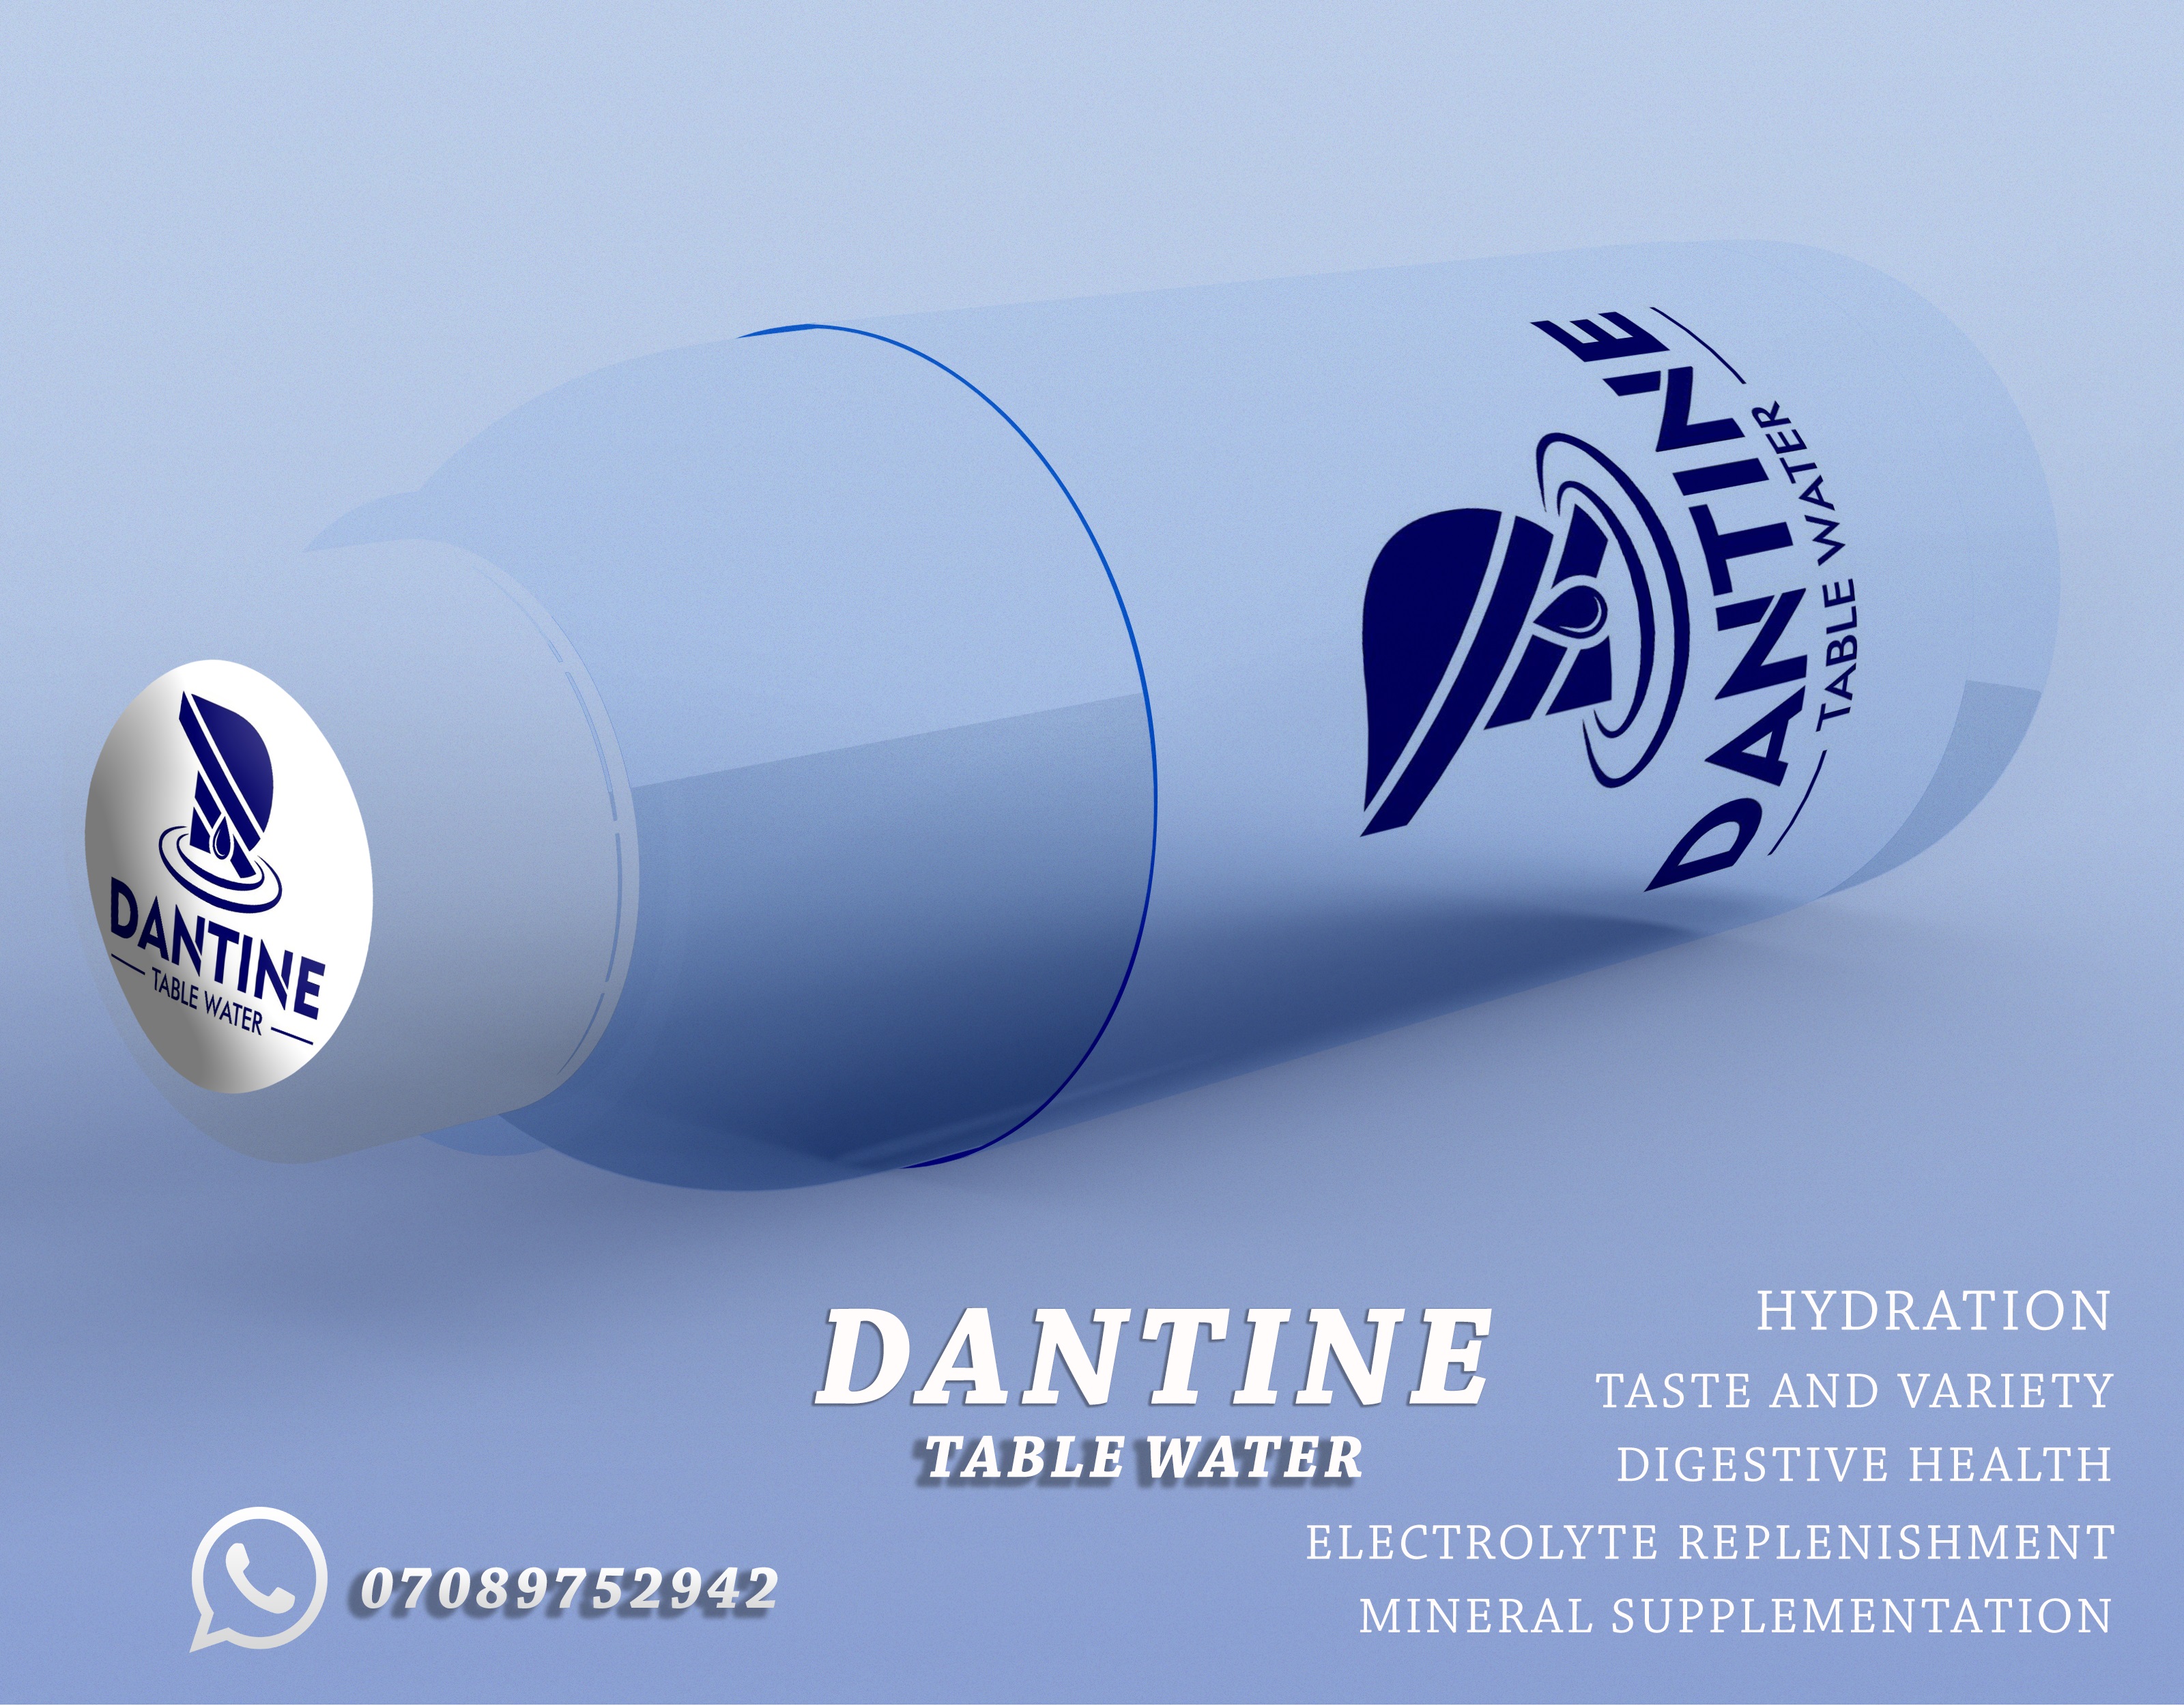 DANTINE
TABLE WATER
DANTINE
TABLE WATER
DANTINE
TABLE WATER
HYDRATION
TASTE AND VARIETY
DIGESTIVE HEALTH
ELECTROLYTE REPLENISHMENT
MINERAL SUPPLEMENTATION
07089752942